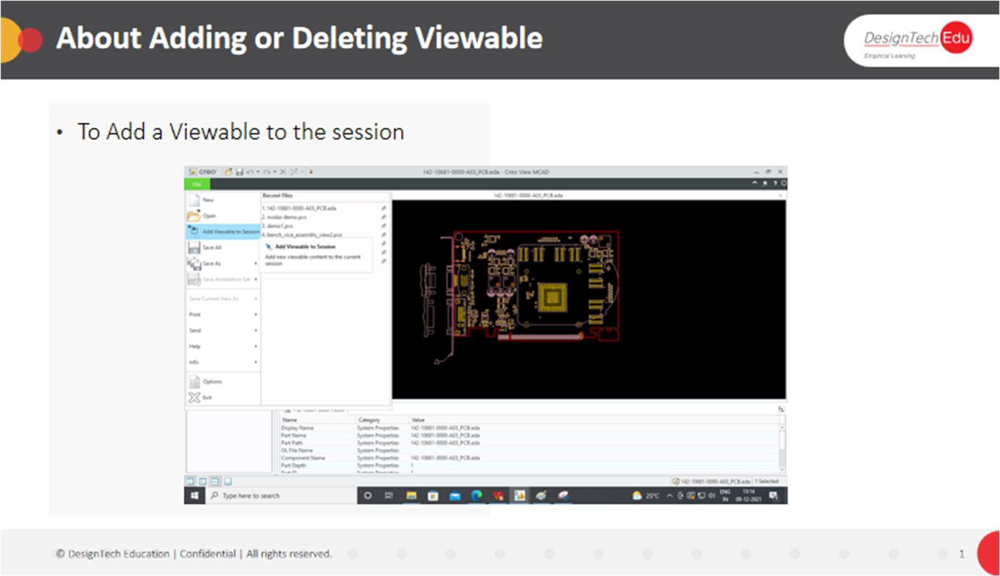 About Adding or Deleting Viewable
DesignTech Edu
Empirical Learning
• To Add a Viewable to the session
creo
142-10681-0000-A03_PCB.eda - Creo View MCAD
File
142-10681-0000-A03_PCB.eda
New
Open
Add Viewable to Session
Save All
Save As
Save Annotation Set
Save Current View As
Print
Send
Help
Info
Options
Exit
Recent Files
1. 142-10681-0000-A03_PCB.eda
2. nvidia-demo.pvs
3. demo1.pvs
4. bench_vice_assembly_view2.pvz
Add Viewable to Session
Add new viewable content to the current
session
Name Category Value
Display Name System Properties 142-10681-0000-A03_PCB.eda
Part Name System Properties 142-10681-0000-A03_PCB.eda
Part Path System Properties 142-10681-0000-A03_PCB.eda
OL File Name System Properties
Component Name System Properties 142-10681-0000-A03_PCB.eda
Part Depth System Properties 1
142-10681-0000-A03_PCB.eda 1 Selected
Type here to search
25°C
ENG
IN
13:14
09-12-2021
© DesignTech Education | Confidential | All rights reserved.
1